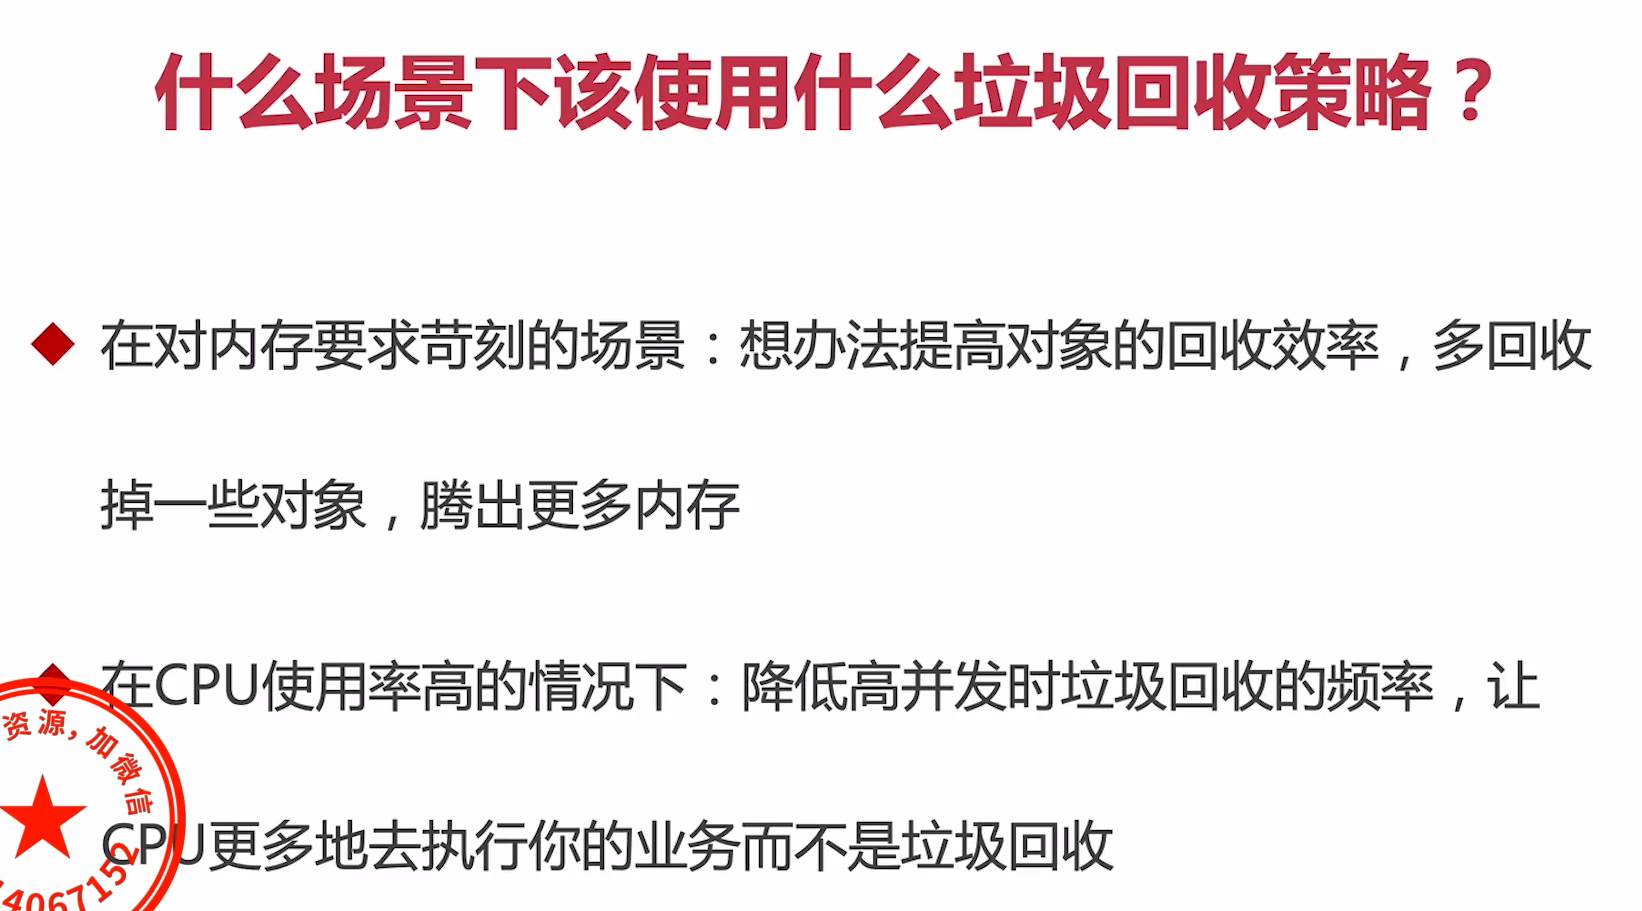 什么场景下该使用什么垃圾回收策略？
在对内存要求苛刻的场景：想办法提高对象的回收效率，多回收
掉一些对象，腾出更多内存
在CPU使用率高的情况下：降低高并发时垃圾回收的频率，让
CPU更多地去执行你的业务而不是垃圾回收
资源，加微信
4067152